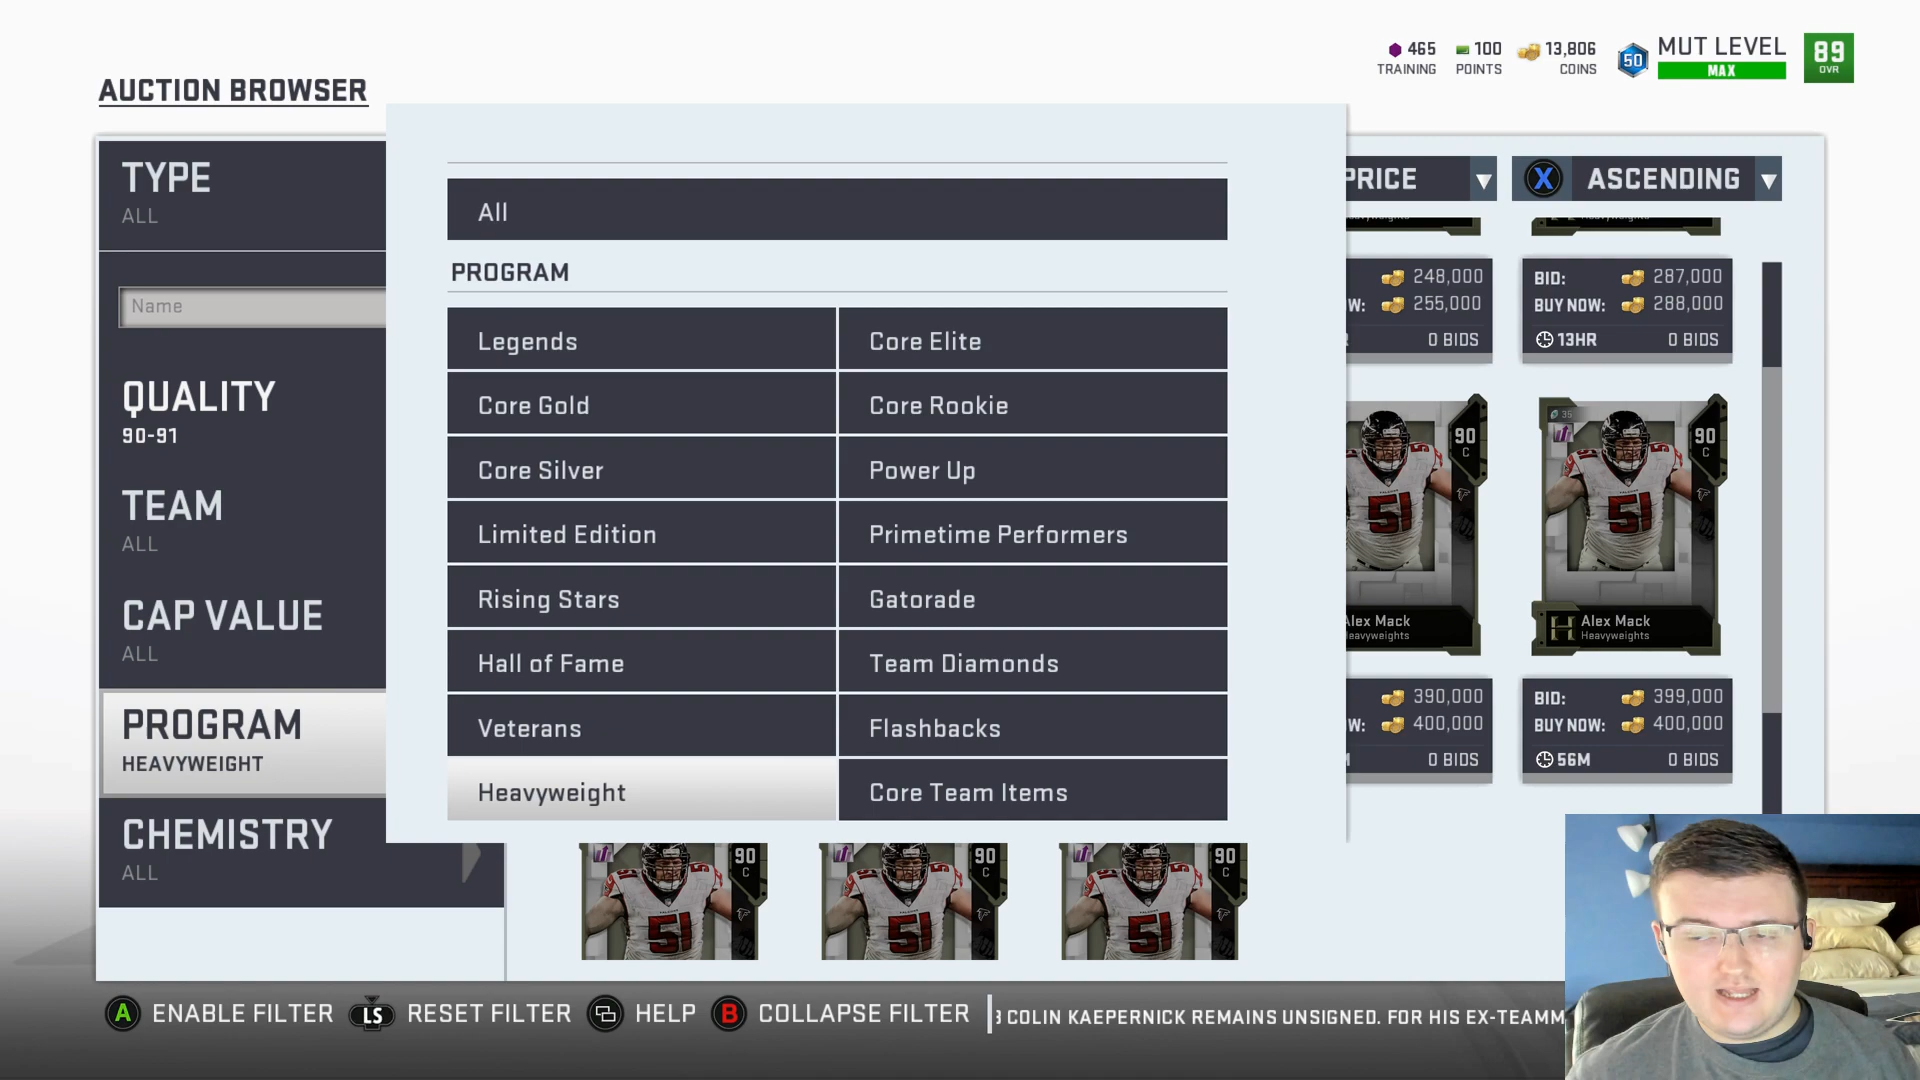 465 100 13,806 50 MUT LEVEL 89
TRAINING POINTS COINS MAX OVR
AUCTION BROWSER
TYPE
ALL
Name
QUALITY
90-91
TEAM
ALL
CAP VALUE
ALL
PROGRAM
HEAVYWEIGHT
CHEMISTRY
ALL
All
PROGRAM
Legends Core Elite
Core Gold Core Rookie
Core Silver Power Up
Limited Edition Primetime Performers
Rising Stars Gatorade
Hall of Fame Team Diamonds
Veterans Flashbacks
Heavyweight Core Team Items
PRICE X ASCENDING
Heavyweights
248,000 BID: 287,000
W: 255,000 BUY NOW: 288,000
0 BIDS 13HR 0 BIDS
90 35 90
C C
51 51
Alex Mack Alex Mack
Heavyweights H Heavyweights
390,000 BID: 399,000
W: 400,000 BUY NOW: 400,000
0 BIDS 56M 0 BIDS
90 90 90
C C C
51 51 51
A ENABLE FILTER LS RESET FILTER HELP B COLLAPSE FILTER COLIN KAEPERNICK REMAINS UNSIGNED. FOR HIS EX-TEAMM